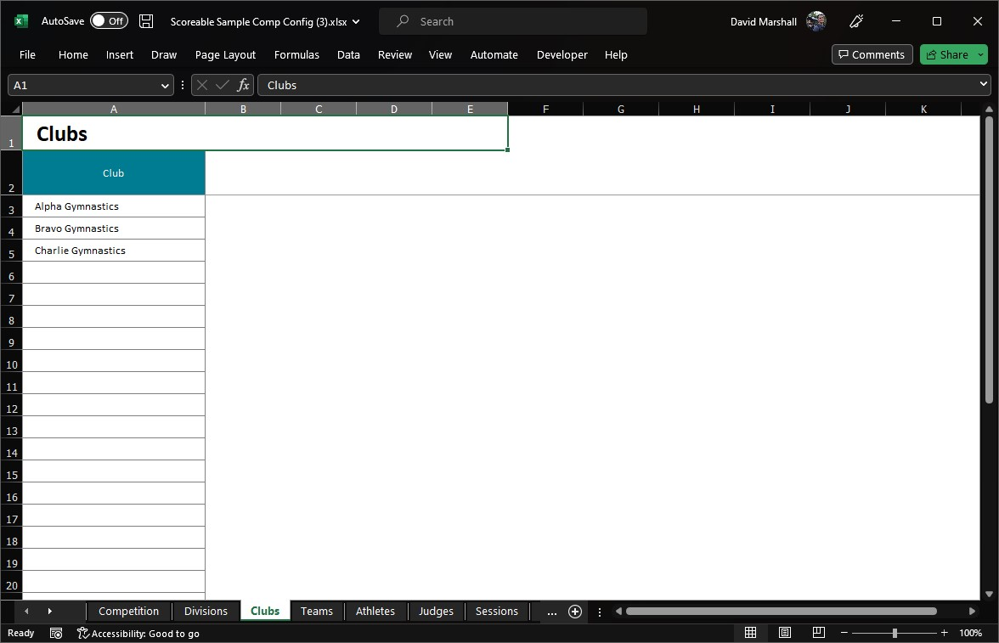 AutoSave Off Scoreable Sample Comp Config (3).xlsx Search David Marshall
File Home Insert Draw Page Layout Formulas Data Review View Automate Developer Help Comments Share
A1 fx Clubs
A B C D E F G H I J K
1 Clubs
2 Club
3 Alpha Gymnastics
4 Bravo Gymnastics
5 Charlie Gymnastics
6
7
8
9
10
11
12
13
14
15
16
17
18
19
20
Competition Divisions Clubs Teams Athletes Judges Sessions ...
Ready Accessibility: Good to go 100%